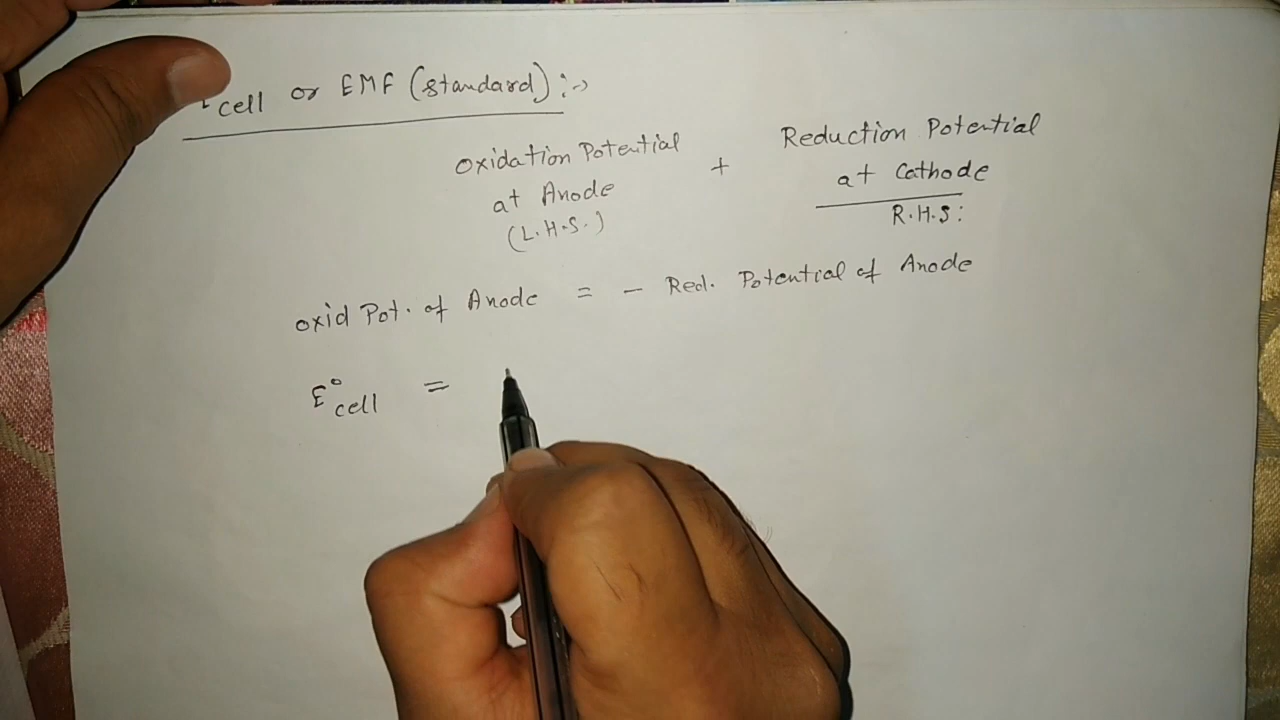 cell or EMF (standard) :→
Oxidation Potential + Reduction Potential
at Anode at Cathode
(L.H.S.) R.H.S:
Oxid Pot. of Anode = - Red. Potential of Anode
E°cell =